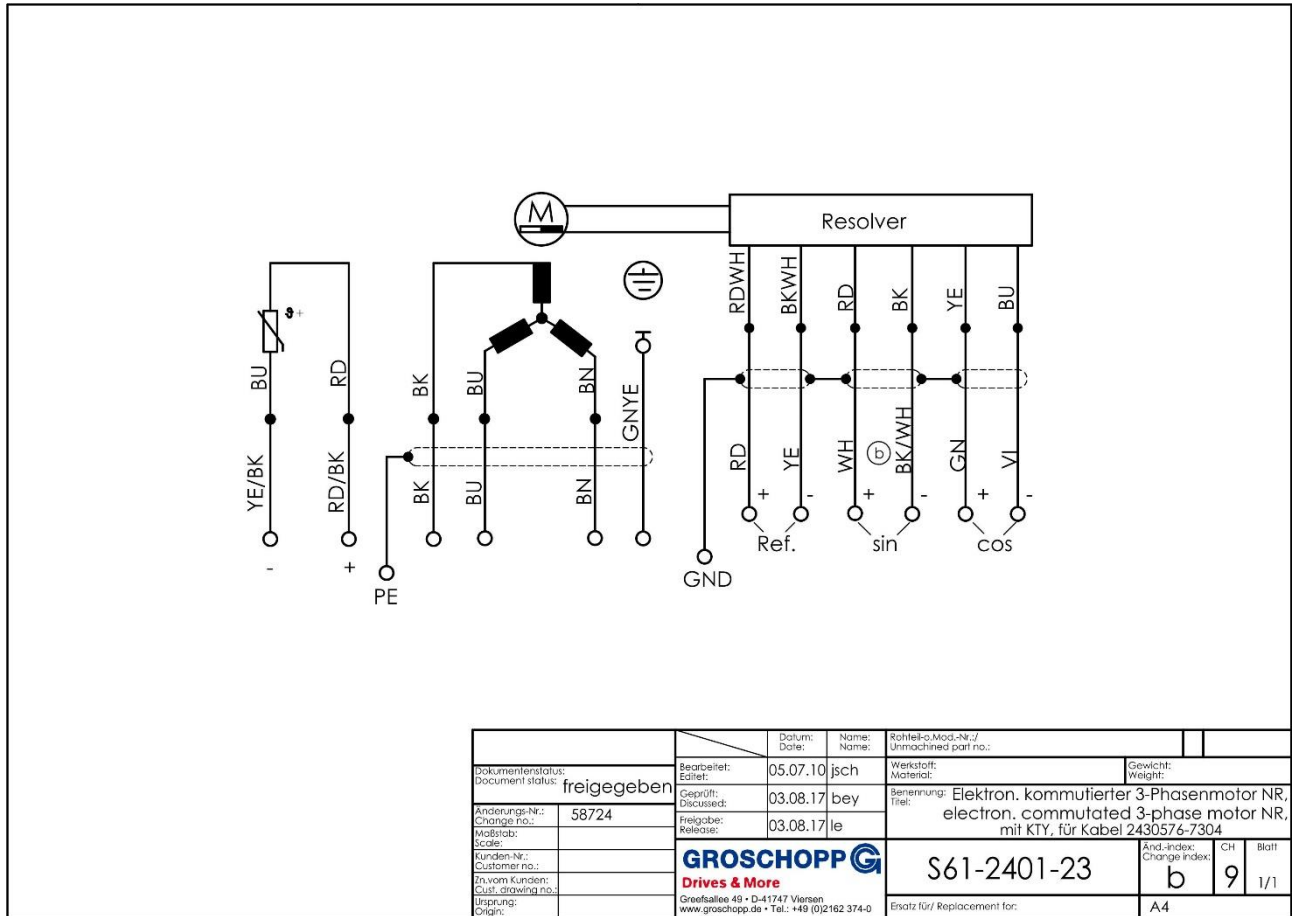 M
Resolver
RDWH
BKWH
RD
BK
YE
BU
ϑ+
BU
RD
BK
BU
BN
GNYE
YE/BK
RD/BK
BK
BU
BN
RD
YE
WH
b
BK/WH
GN
VI
+
-
+
-
+
-
Ref.
sin
cos
-
+
PE
GND
Datum:
Date:
Name:
Name:
Rohteil-o.Mod.-Nr.:/
Unmachined part no.:
Dokumentenstatus:
Document status:
freigegeben
Bearbeitet:
Editet:
05.07.10
jsch
Werkstoff:
Material:
Gewicht:
Weight:
Änderungs-Nr.:
Change no.:
58724
Geprüft:
Discussed:
03.08.17
bey
Benennung:
Titel:
Elektron. kommutierter 3-Phasenmotor NR,
electron. commutated 3-phase motor NR,
mit KTY, für Kabel 2430576-7304
Maßstab:
Scale:
Freigabe:
Release:
03.08.17
le
Kunden-Nr.:
Customer no.:
GROSCHOPP G
Drives & More
Greefsallee 49 • D-41747 Viersen
www.groschopp.de • Tel.: +49 (0)2162 374-0
S61-2401-23
Änd.-index:
Change index:
b
CH
9
Blatt
1/1
Zn.vom Kunden:
Cust. drawing no.:
Ursprung:
Origin:
Ersatz für/ Replacement for:
A4